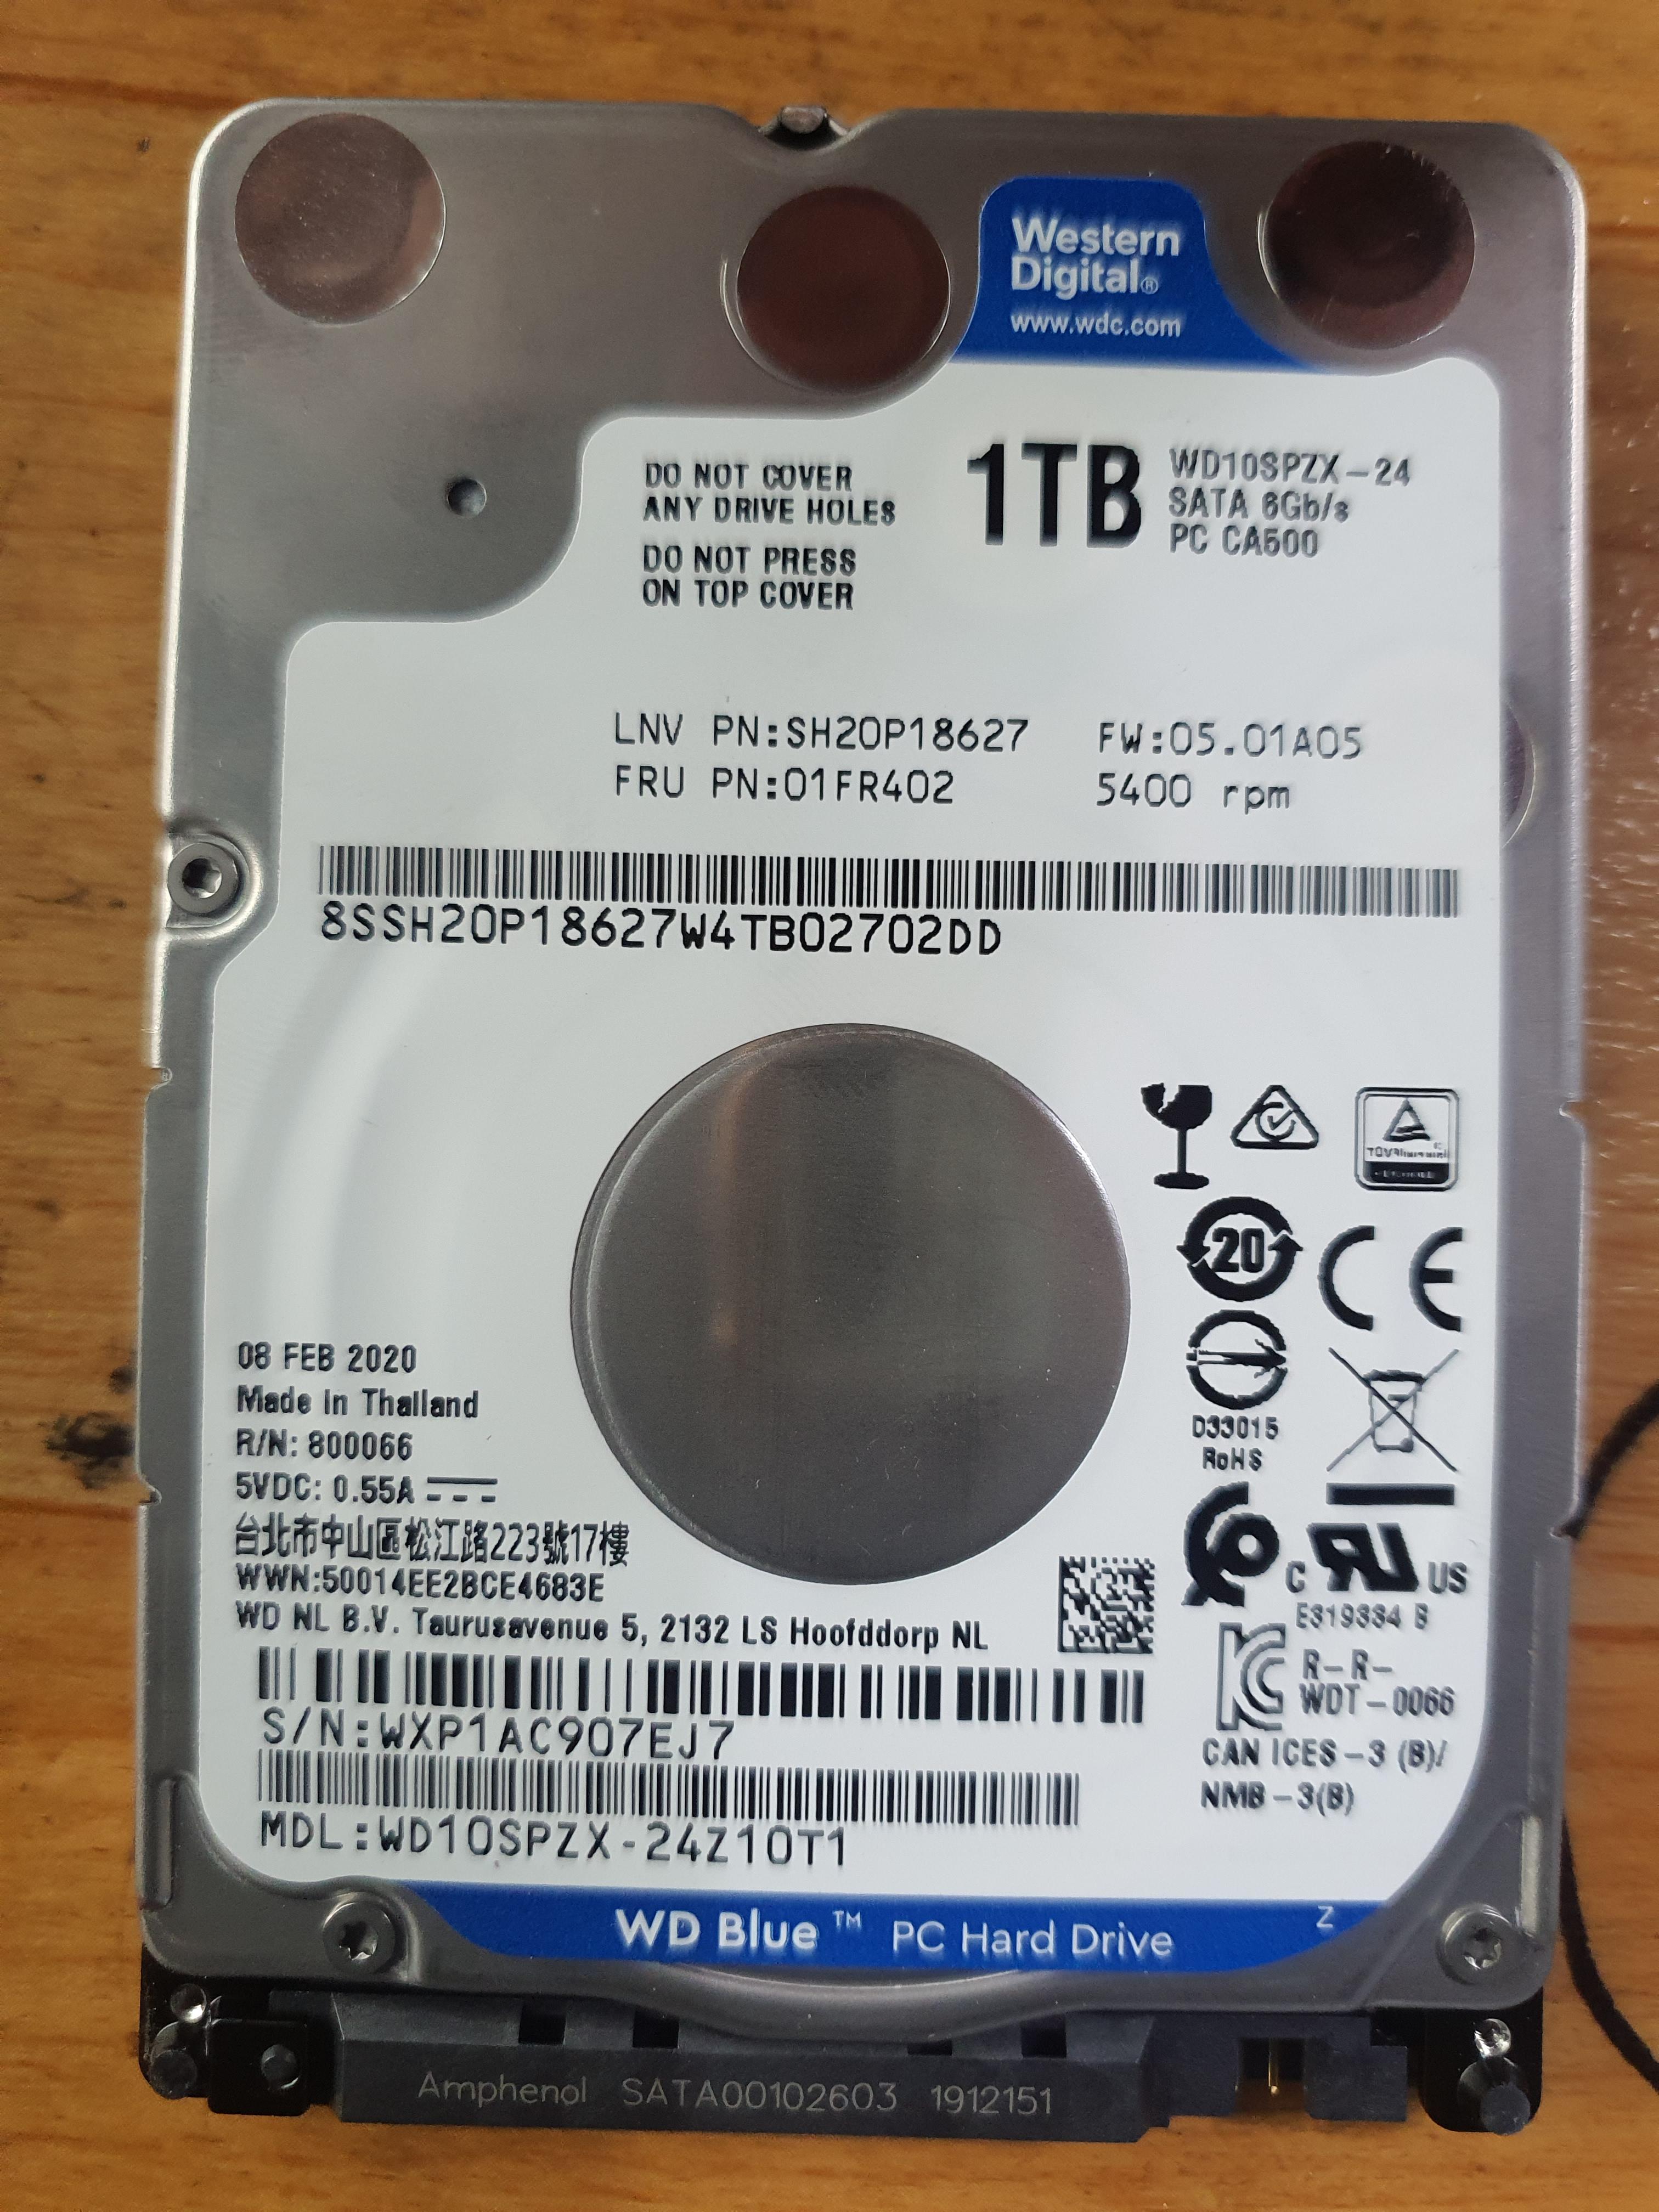 Western
Digital®
www.wdc.com
DO NOT COVER
ANY DRIVE HOLES
DO NOT PRESS
ON TOP COVER
1TB
WD10SPZX-24
SATA 6Gb/s
PC CA500
LNV PN:SH20P18627 FW:05.01A05
FRU PN:01FR402 5400 rpm
8SSH20P18627W4TB02702DD
20
CE
D33015
RoHS
08 FEB 2020
Made in Thailand
R/N: 800066
5VDC: 0.55A
台北市中山區松江路223號17樓
WWN:50014EE2BCE4683E
WD NL B.V. Taurusavenue 5, 2132 LS Hoofddorp NL
C RU US
E319334 B
R-R-
WDT-0066
CAN ICES-3 (B)/
NMB-3(B)
S/N:WXP1AC907EJ7
MDL:WD10SPZX-24Z10T1
WD Blue™ PC Hard Drive
Z
Amphenol SATA00102603 1912151